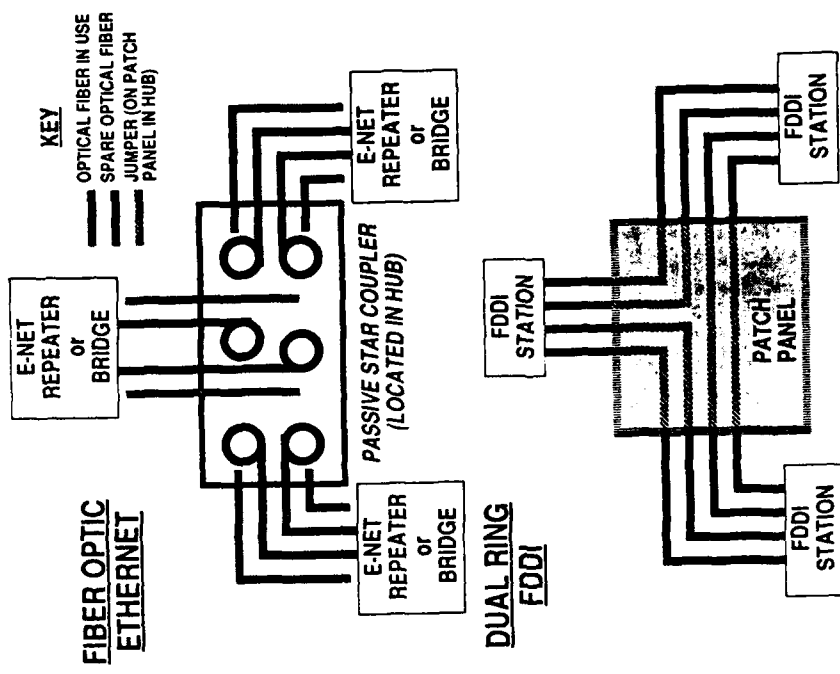 FIBER OPTIC
ETHERNET
E-NET
REPEATER
or
BRIDGE
KEY
OPTICAL FIBER IN USE
SPARE OPTICAL FIBER
JUMPER (ON PATCH
PANEL IN HUB)
E-NET
REPEATER
or
BRIDGE
PASSIVE STAR COUPLER
(LOCATED IN HUB)
E-NET
REPEATER
or
BRIDGE
DUAL RING
FDDI
FDDI
STATION
PATCH
PANEL
FDDI
STATION
FDDI
STATION